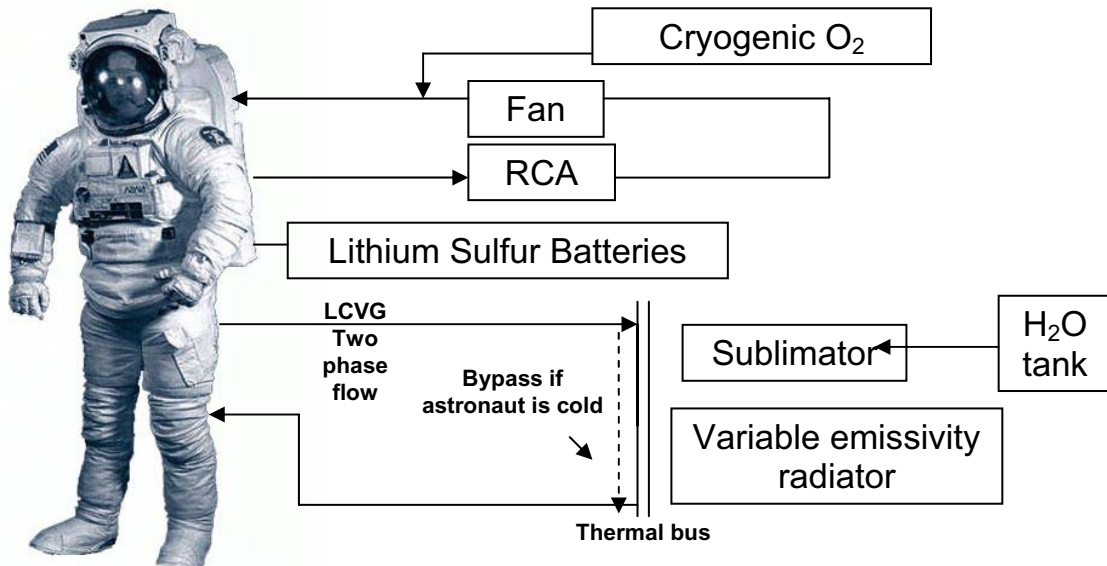 Cryogenic O₂
Fan
RCA
Lithium Sulfur Batteries
LCVG
Two
phase
flow
Bypass if
astronaut is cold
Sublimator
H₂O
tank
Variable emissivity
radiator
Thermal bus